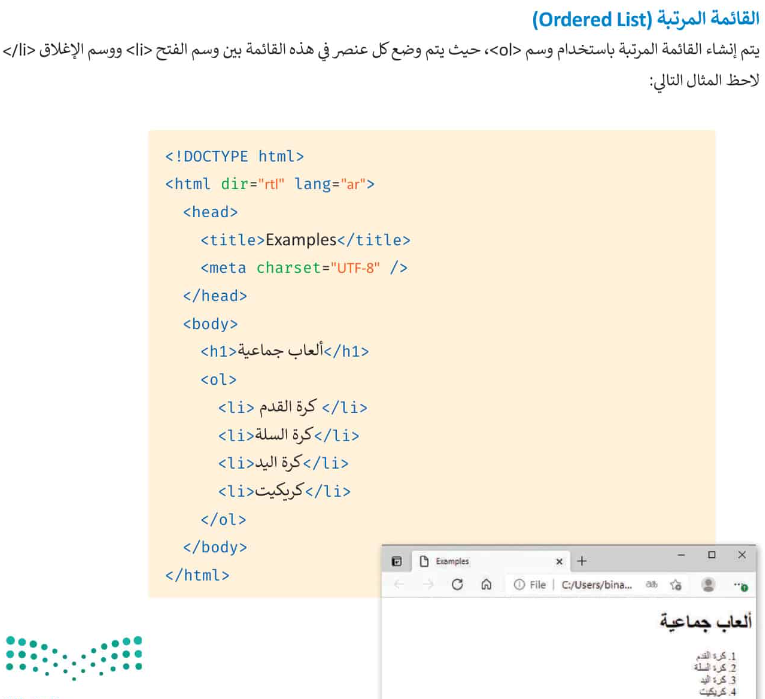 القائمة المرتبة (Ordered List)
يتم إنشاء القائمة المرتبة باستخدام وسم <ol>، حيث يتم وضع كل عنصر في هذه القائمة بين وسم الفتح <li> ووسم الإغلاق </li>
لاحظ المثال التالي:
<!DOCTYPE html>
<html dir="rtl" lang="ar">
<head>
<title>Examples</title>
<meta charset="UTF-8" />
</head>
<body>
<h1>ألعاب جماعية</h1>
<ol>
<li> كرة القدم </li>
<li>كرة السلة</li>
<li>كرة اليد</li>
<li>كريكيت</li>
</ol>
</body>
</html>
Examples
File | C:/Users/bina...
ألعاب جماعية
1. كرة القدم
2. كرة السلة
3. كرة اليد
4. كريكيت